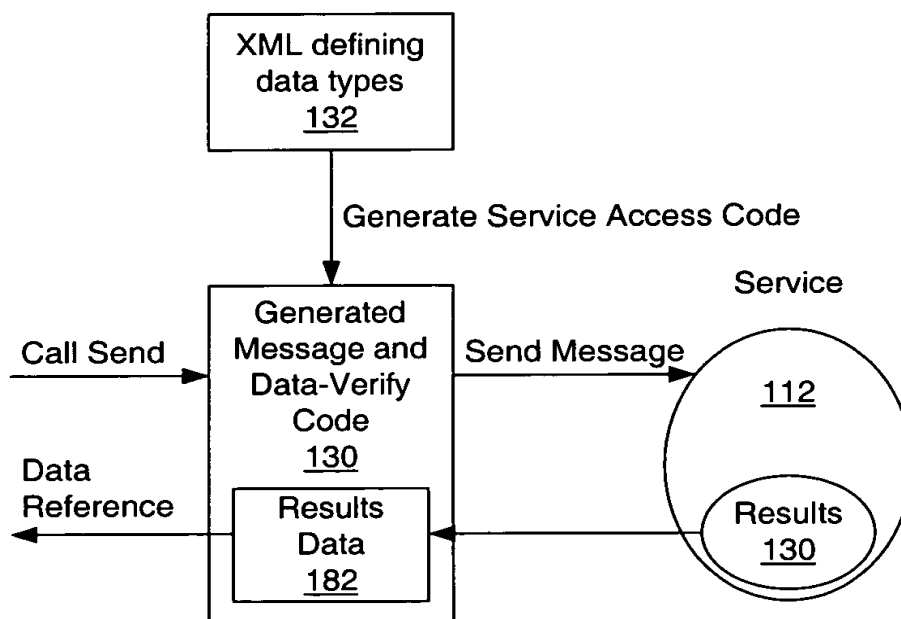 XML defining
data types
132
Generate Service Access Code
Service
Call Send
Generated
Message and
Data-Verify
Code
130
Send Message
112
Data
Reference
Results
Data
182
Results
130